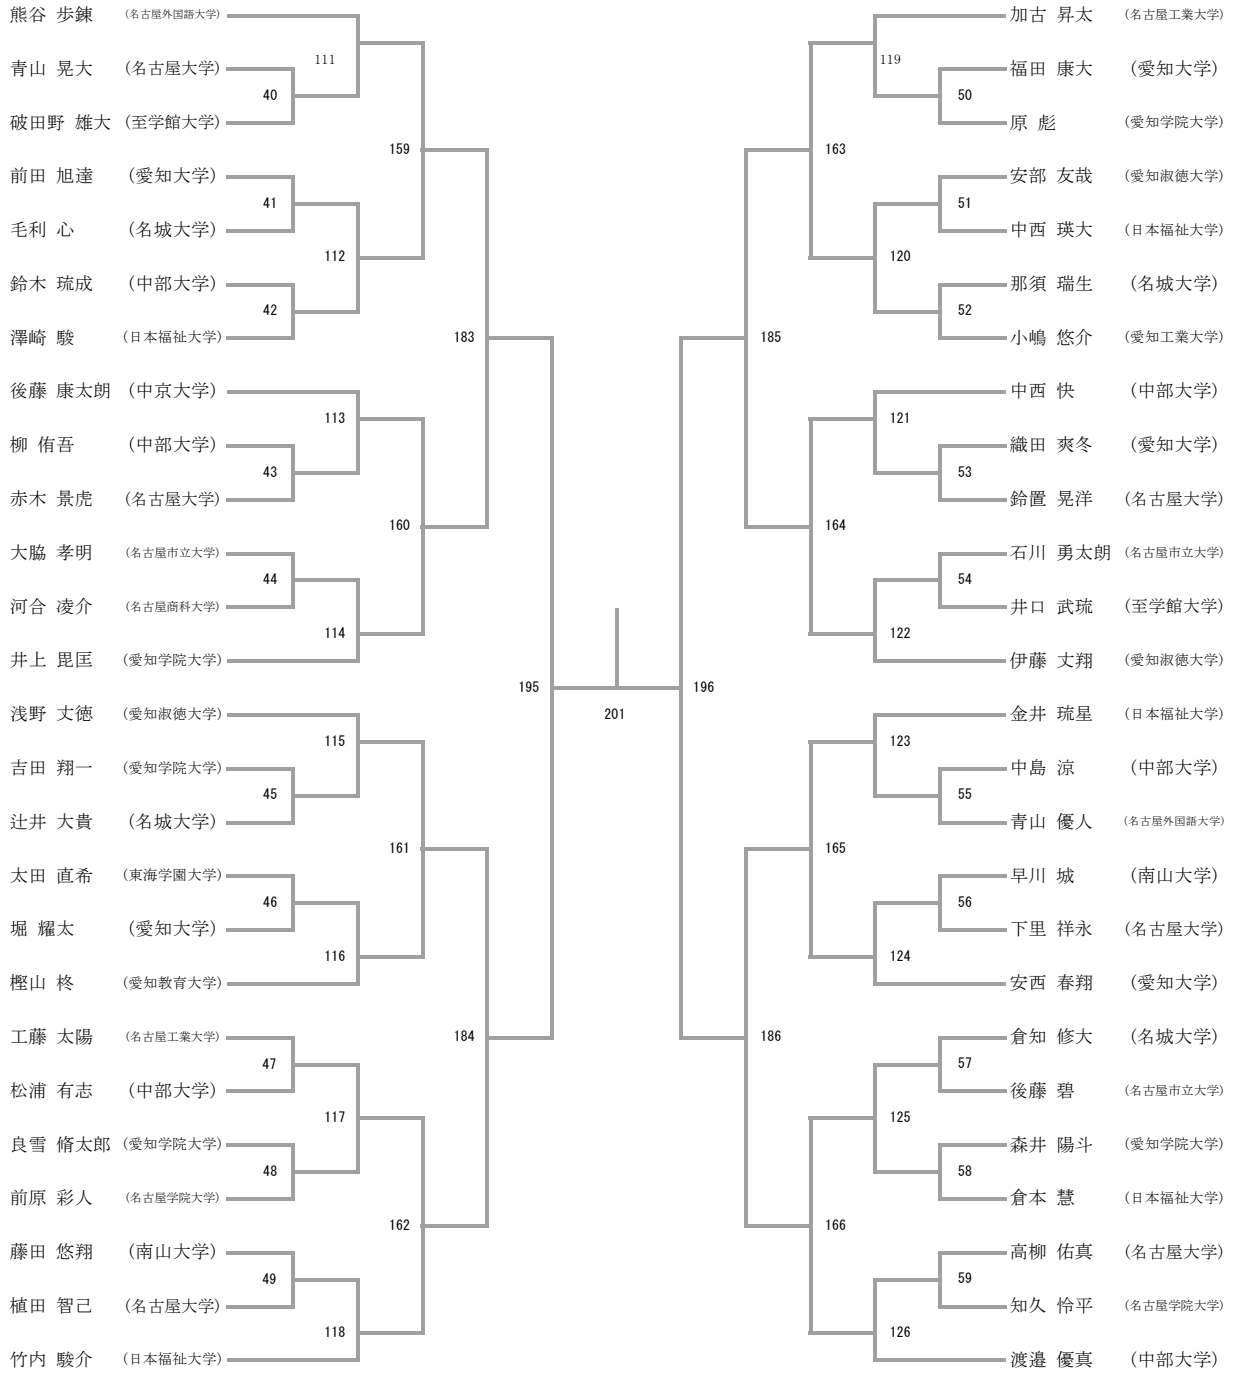 熊谷 歩錬 (名古屋外国語大学)
111
青山 晃大 (名古屋大学)
40
破田野 雄大 (至学館大学)
159
前田 旭達 (愛知大学)
41
毛利 心 (名城大学)
112
鈴木 琉成 (中部大学)
42
澤崎 駿 (日本福祉大学)
183
後藤 康太朗 (中京大学)
113
柳 侑吾 (中部大学)
43
赤木 景虎 (名古屋大学)
160
大脇 孝明 (名古屋市立大学)
44
河合 凌介 (名古屋商科大学)
114
井上 毘匡 (愛知学院大学)
195
浅野 丈徳 (愛知淑徳大学)
115
吉田 翔一 (愛知学院大学)
45
辻井 大貴 (名城大学)
161
太田 直希 (東海学園大学)
46
堀 耀太 (愛知大学)
116
樫山 柊 (愛知教育大学)
184
工藤 太陽 (名古屋工業大学)
47
松浦 有志 (中部大学)
117
良雪 脩太郎 (愛知学院大学)
48
前原 彩人 (名古屋学院大学)
162
藤田 悠翔 (南山大学)
49
植田 智己 (名古屋大学)
118
竹内 駿介 (日本福祉大学)
201
加古 昇太 (名古屋工業大学)
119
福田 康大 (愛知大学)
50
原 彪 (愛知学院大学)
163
安部 友哉 (愛知淑徳大学)
51
中西 瑛大 (日本福祉大学)
120
那須 瑞生 (名城大学)
52
小嶋 悠介 (愛知工業大学)
185
中西 快 (中部大学)
121
織田 爽冬 (愛知大学)
53
鈴置 晃洋 (名古屋大学)
164
石川 勇太朗 (名古屋市立大学)
54
井口 武琉 (至学館大学)
122
伊藤 丈翔 (愛知淑徳大学)
196
金井 琉星 (日本福祉大学)
123
中島 涼 (中部大学)
55
青山 優人 (名古屋外国語大学)
165
早川 城 (南山大学)
56
下里 祥永 (名古屋大学)
124
安西 春翔 (愛知大学)
186
倉知 修大 (名城大学)
57
後藤 碧 (名古屋市立大学)
125
森井 陽斗 (愛知学院大学)
58
倉本 慧 (日本福祉大学)
166
高柳 佑真 (名古屋大学)
59
知久 怜平 (名古屋学院大学)
126
渡邉 優真 (中部大学)